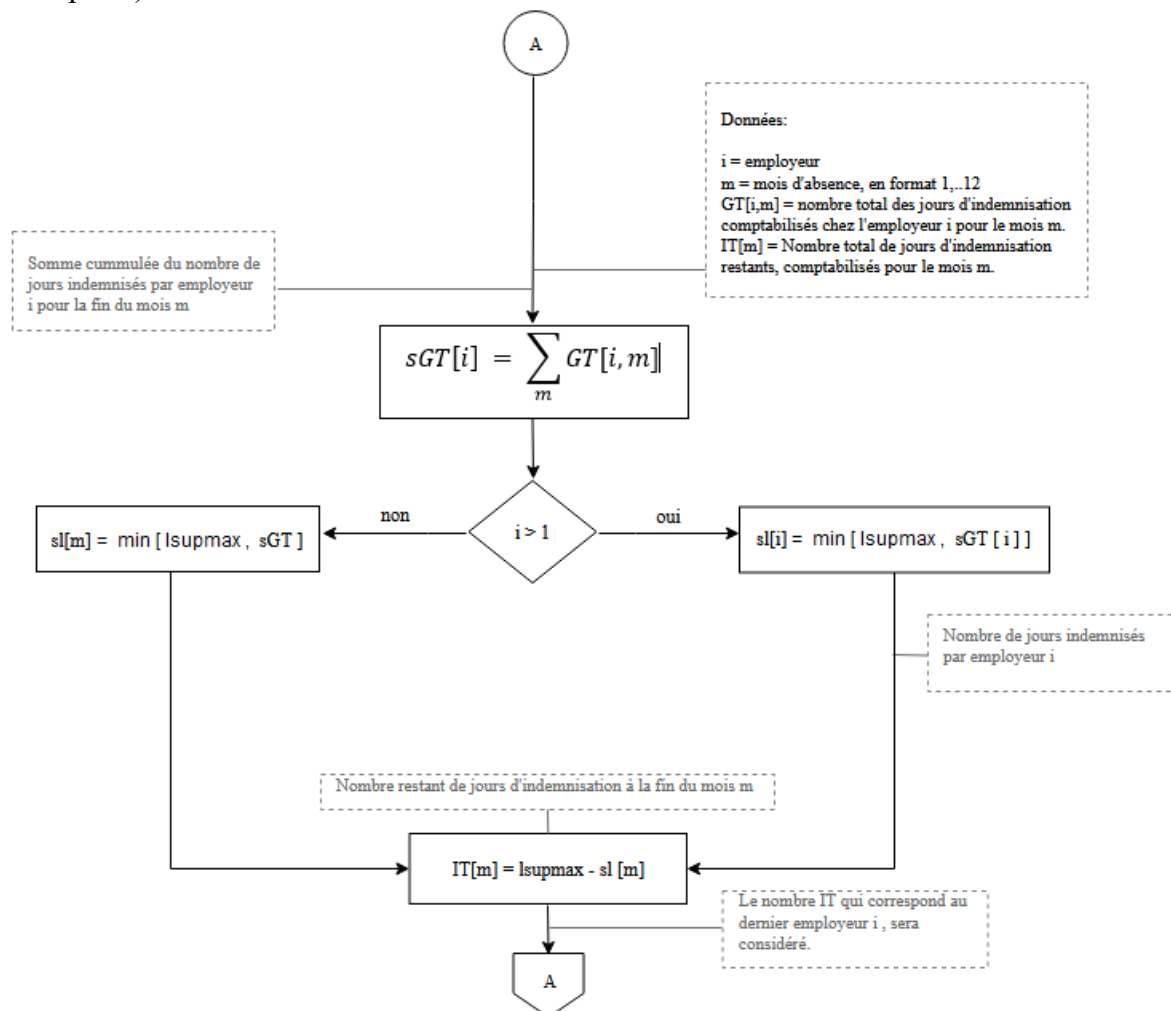 A
Données:
i = employeur
m = mois d'absence, en format 1,..12
GT[i,m] = nombre total des jours d'indemnisation
comptabilisés chez l'employeur i pour le mois m.
IT[m] = Nombre total de jours d'indemnisation
restants, comptabilisés pour le mois m.
Somme cummulée du nombre de
jours indemnisés par employeur
i pour la fin du mois m
sGT[i] = ∑ GT[i,m]
m
non
i > 1
oui
sl[m] = min [ lsupmax , sGT ]
sl[i] = min [ lsupmax , sGT [ i ] ]
Nombre de jours indemnisés
par employeur i
Nombre restant de jours d'indemnisation à la fin du mois m
IT[m] = lsupmax - sl [m]
Le nombre IT qui correspond au
dernier employeur i , sera
considéré.
A